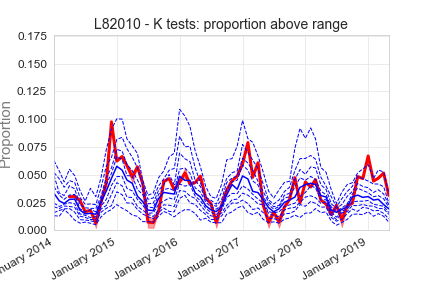 L82010 - K tests: proportion above range
0.175
0.150
0.125
0.100
0.075
0.050
0.025
0.000
Proportion
nuary 2014
January 2015
January 2016
January 2017
January 2018
January 2019